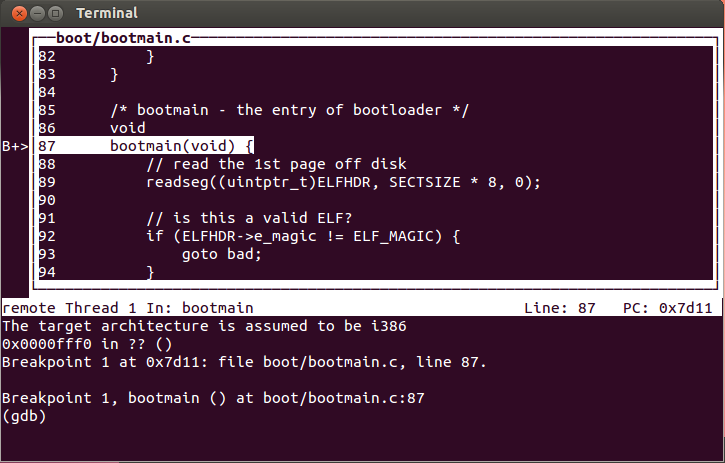 Terminal
boot/bootmain.c
82             }
83         }
84
85         /* bootmain - the entry of bootloader */
86         void
B+>87         bootmain(void) {
88             // read the 1st page off disk
89             readseg((uintptr_t)ELFHDR, SECTSIZE * 8, 0);
90
91             // is this a valid ELF?
92             if (ELFHDR->e_magic != ELF_MAGIC) {
93                 goto bad;
94             }
remote Thread 1 In: bootmain Line: 87 PC: 0x7d11
The target architecture is assumed to be i386
0x0000fff0 in ?? ()
Breakpoint 1 at 0x7d11: file boot/bootmain.c, line 87.
Breakpoint 1, bootmain () at boot/bootmain.c:87
(gdb)